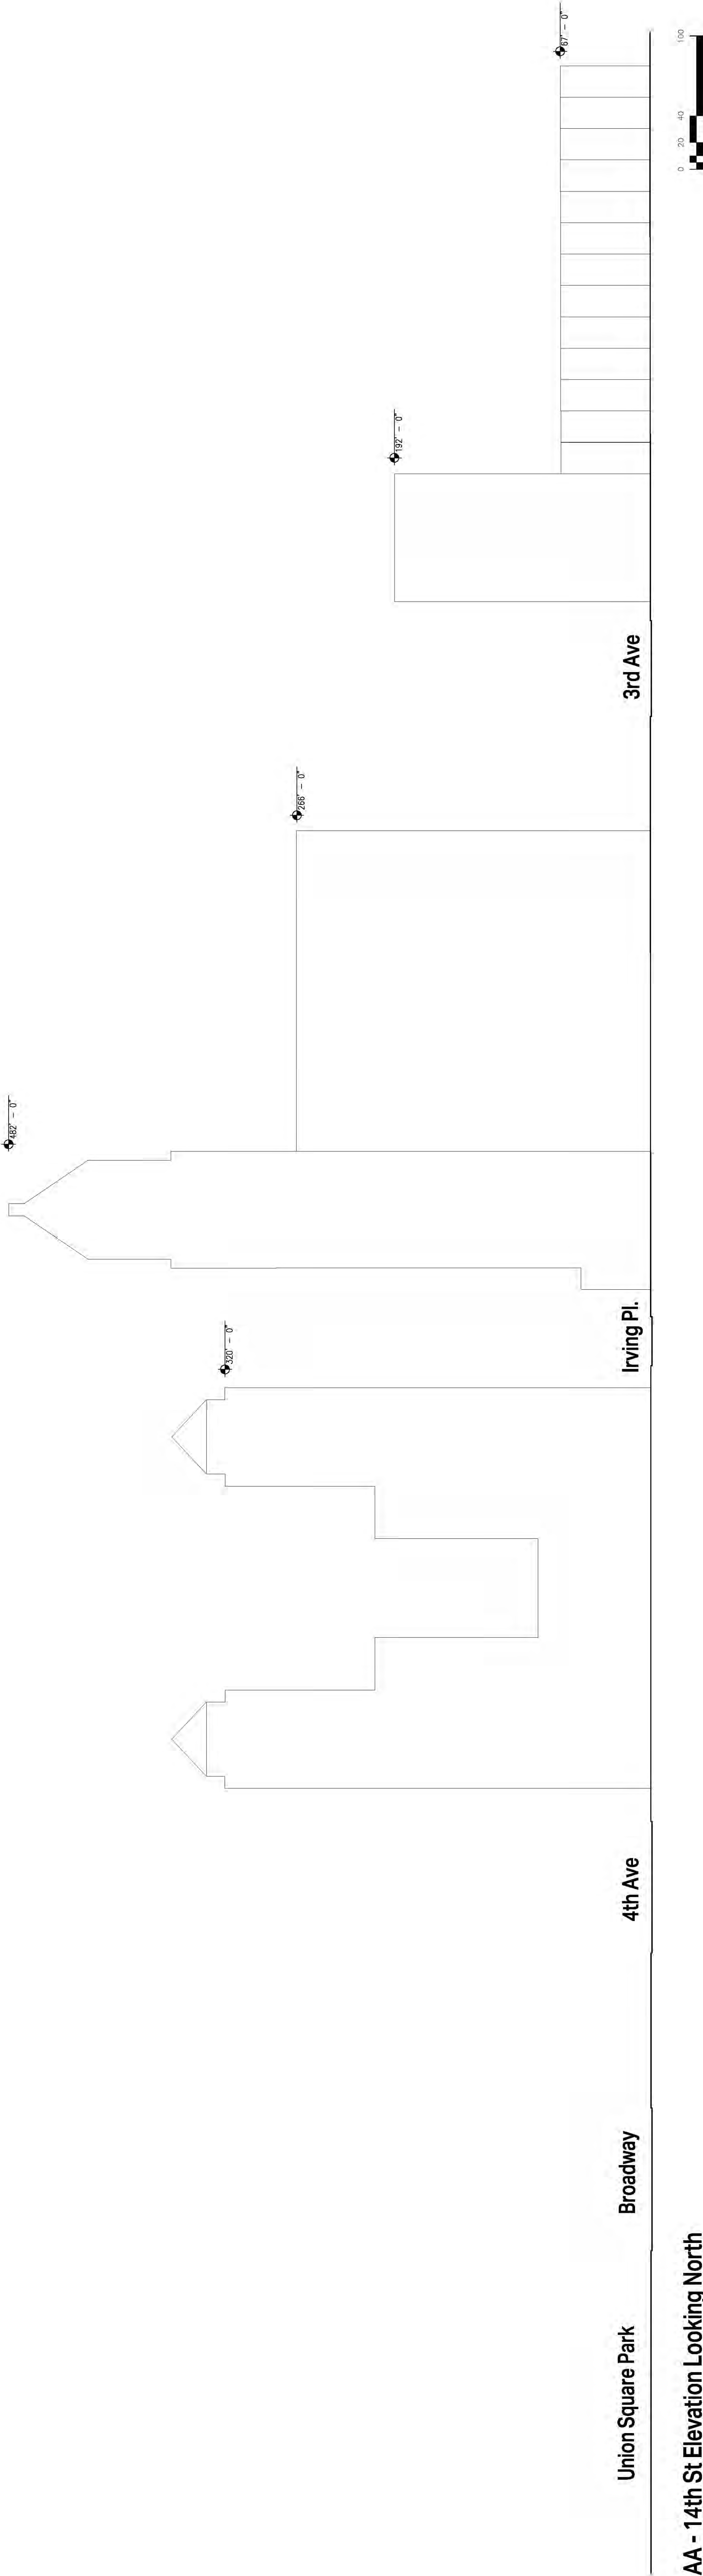 482' - 0"
320' - 0"
266' - 0"
192' - 0"
67' - 0"
Union Square Park
Broadway
4th Ave
Irving Pl.
3rd Ave
AA - 14th St Elevation Looking North
0 20 40 100